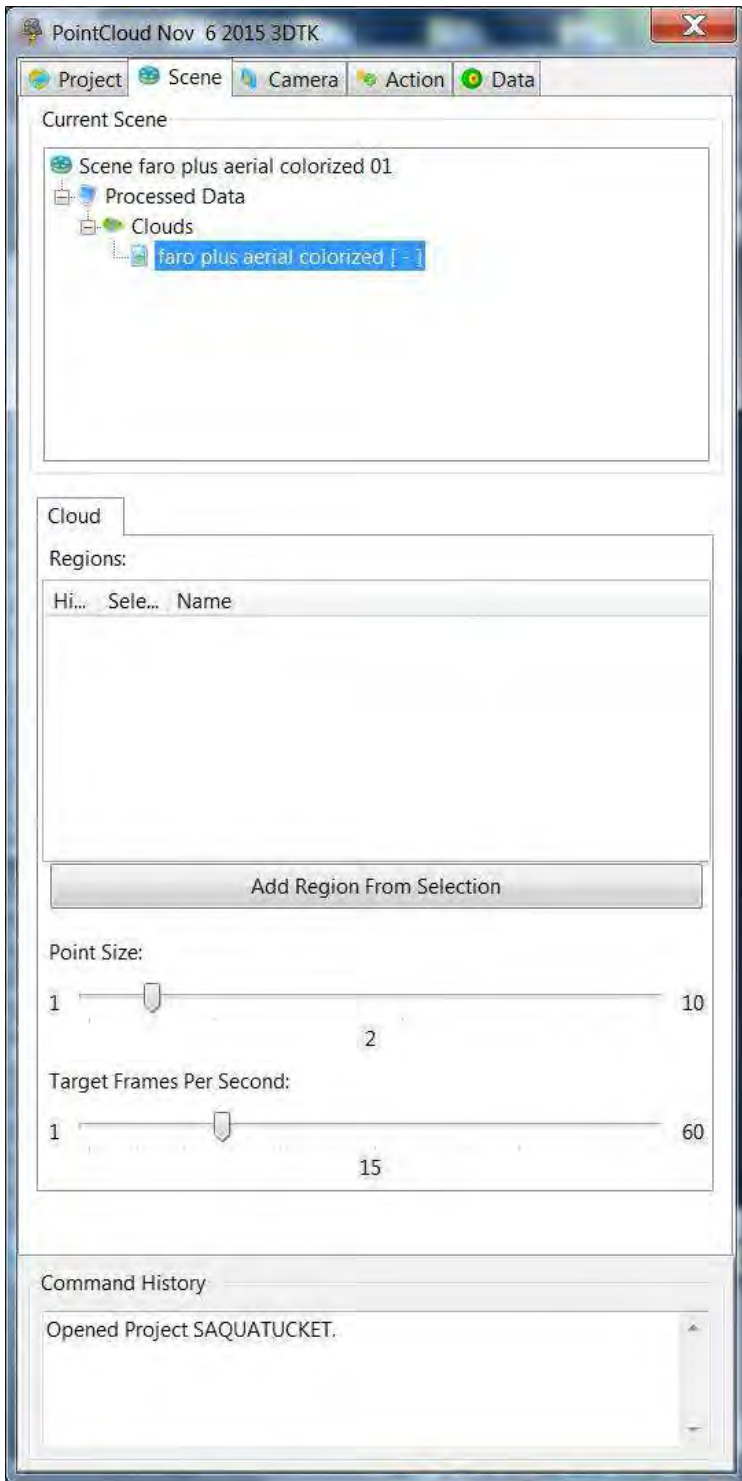 PointCloud Nov 6 2015 3DTK
Project Scene Camera Action Data
Current Scene
Scene faro plus aerial colorized 01
Processed Data
Clouds
faro plus aerial colorized [ - ]
Cloud
Regions:
Hi... Sele... Name
Add Region From Selection
Point Size:
1 10
2
Target Frames Per Second:
1 60
15
Command History
Opened Project SAQUATUCKET.